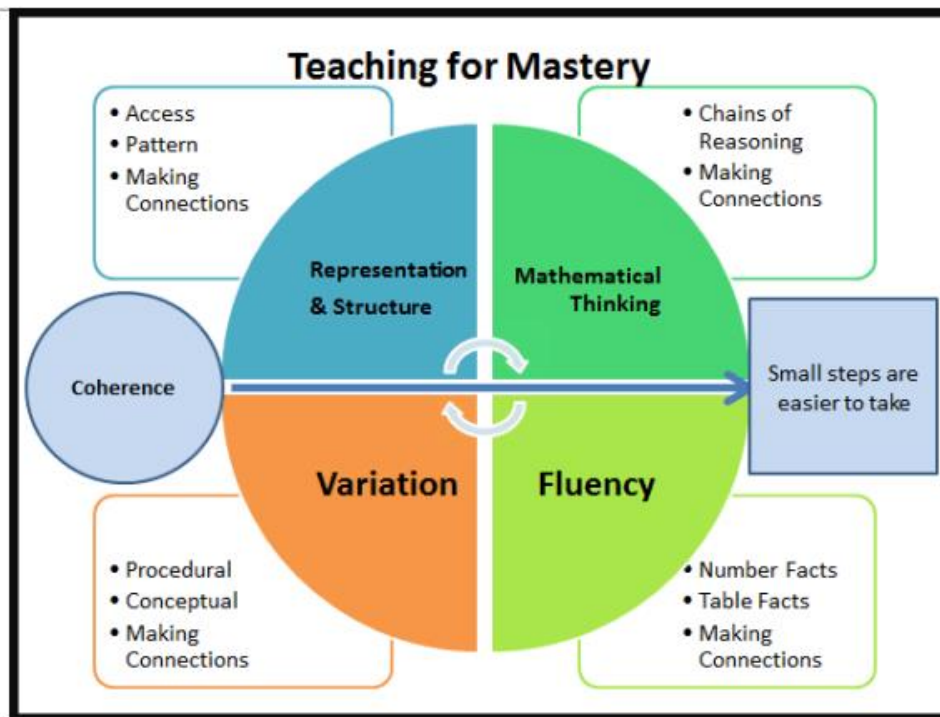 Teaching for Mastery
• Access
• Pattern
• Making
Connections
• Chains of
Reasoning
• Making
Connections
Representation
& Structure
Mathematical
Thinking
Coherence
Small steps are
easier to take
Variation
Fluency
• Procedural
• Conceptual
• Making
Connections
• Number Facts
• Table Facts
• Making
Connections